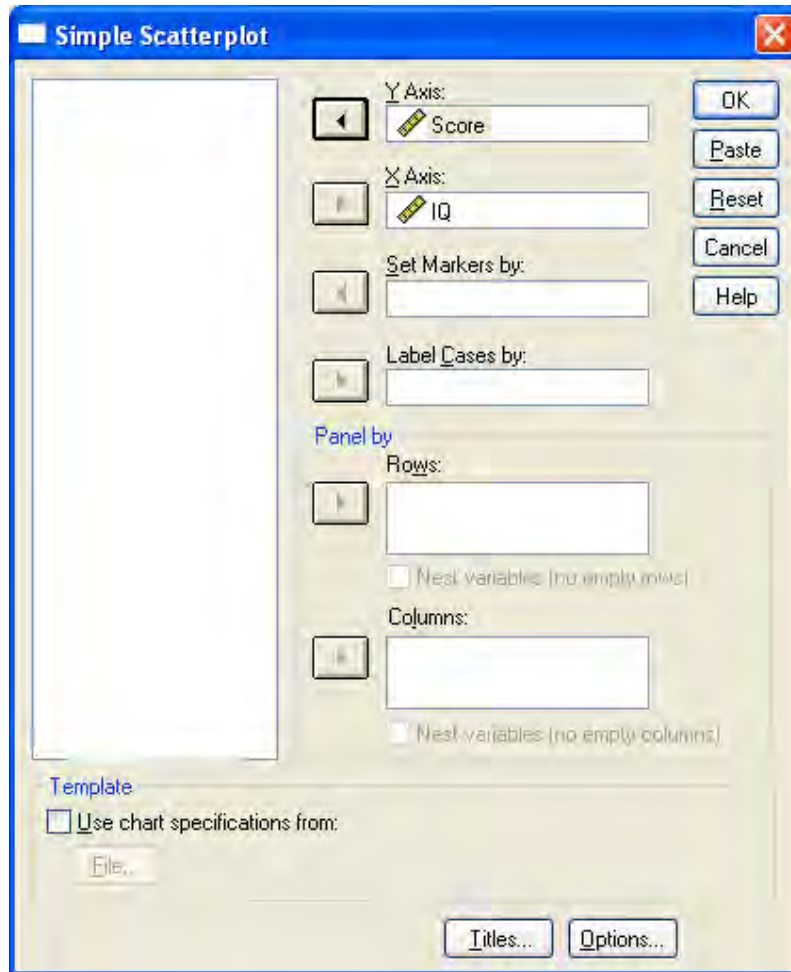 Simple Scatterplot
Y Axis:
Score
X Axis:
IQ
Set Markers by:
Label Cases by:
Panel by
Rows:
Nest variables (no empty rows)
Columns:
Nest variables (no empty columns)
OK
Paste
Reset
Cancel
Help
Template
Use chart specifications from:
File...
Titles...
Options...